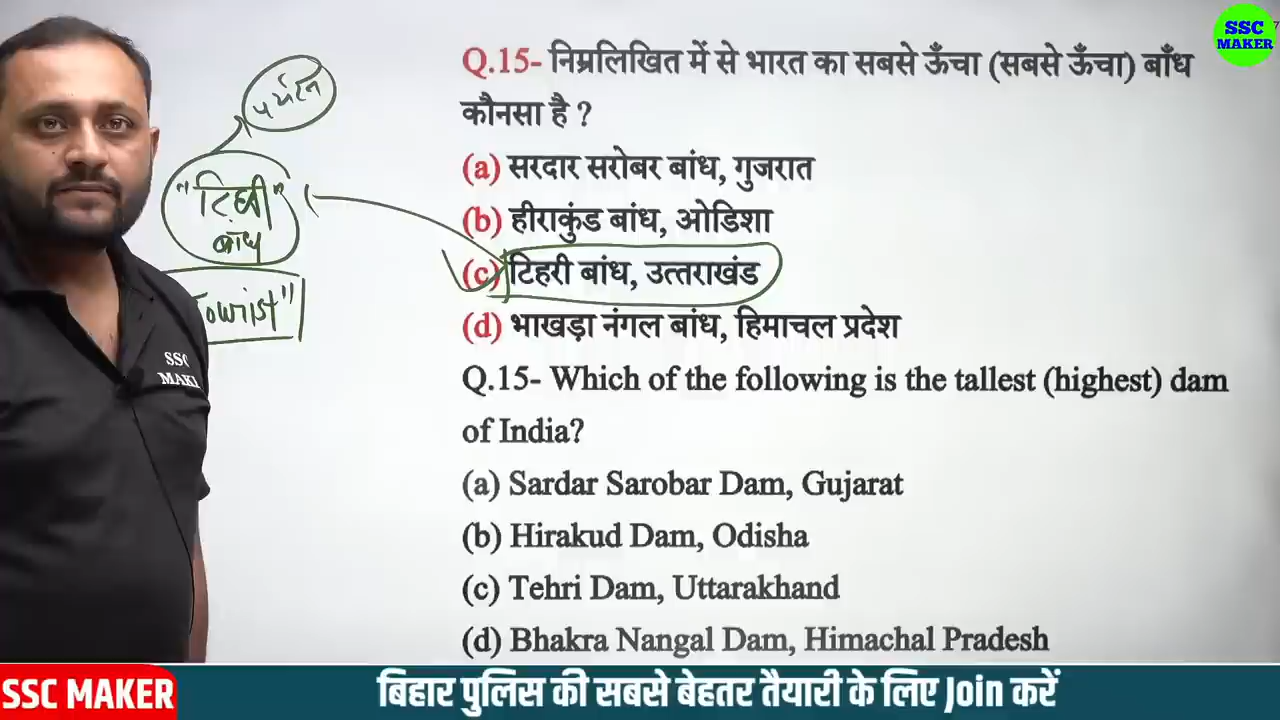 SSC
MAKER
Q.15- निम्नलिखित में से भारत का सबसे ऊँचा (सबसे ऊँचा) बाँध
कौनसा है ?
(a) सरदार सरोबर बांध, गुजरात
(b) हीराकुंड बांध, ओडिशा
(c) टिहरी बांध, उत्तराखंड
(d) भाखड़ा नंगल बांध, हिमाचल प्रदेश
Q.15- Which of the following is the tallest (highest) dam
of India?
(a) Sardar Sarobar Dam, Gujarat
(b) Hirakud Dam, Odisha
(c) Tehri Dam, Uttarakhand
(d) Bhakra Nangal Dam, Himachal Pradesh
पर्यटन
"टिहरी"
बाँध
ourist"
SSC
MAKE
SSC MAKER
बिहार पुलिस की सबसे बेहतर तैयारी के लिए Join करें